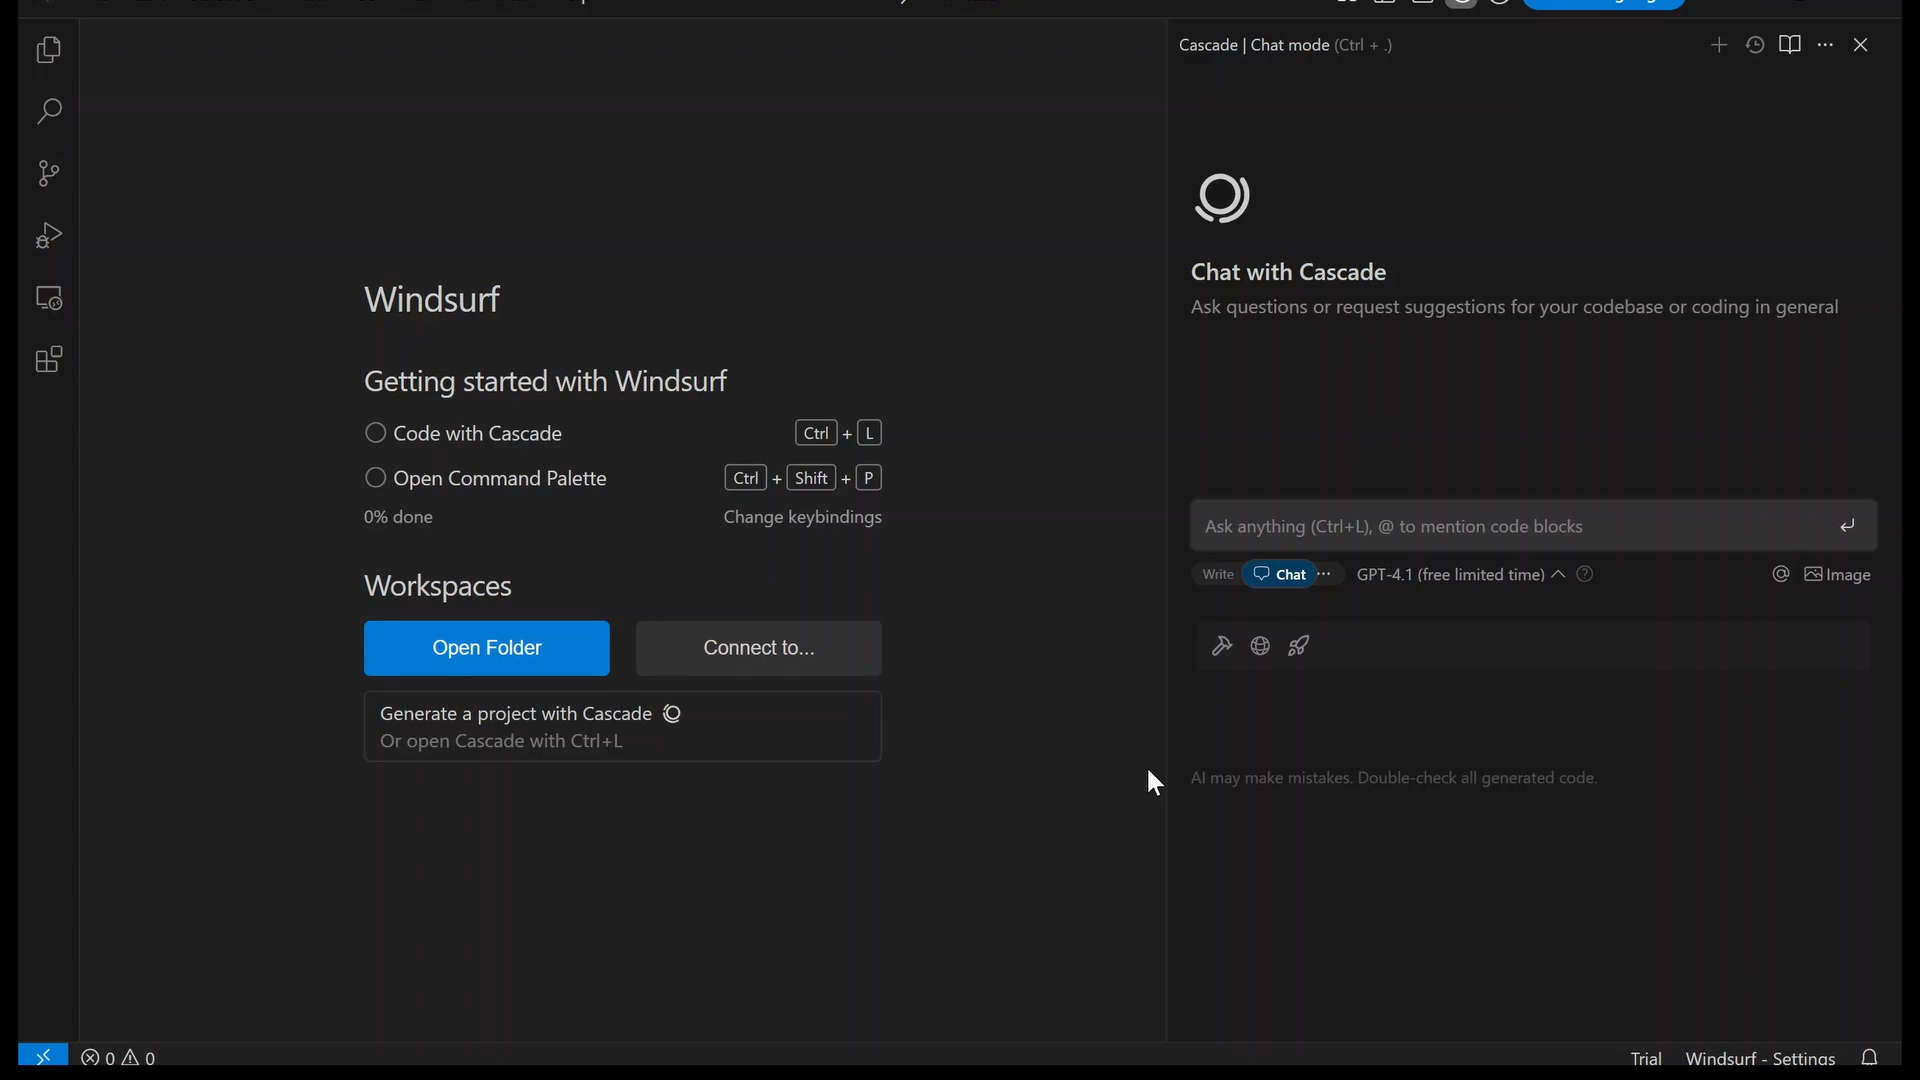 Cascade | Chat mode (Ctrl + .)
Windsurf
Getting started with Windsurf
Code with Cascade Ctrl + L
Open Command Palette Ctrl + Shift + P
0% done Change keybindings
Workspaces
Open Folder Connect to...
Generate a project with Cascade
Or open Cascade with Ctrl+L
Chat with Cascade
Ask questions or request suggestions for your codebase or coding in general
Ask anything (Ctrl+L), @ to mention code blocks
Write Chat ... GPT-4.1 (free limited time) @ Image
AI may make mistakes. Double-check all generated code.
0 0 Trial Windsurf - Settings